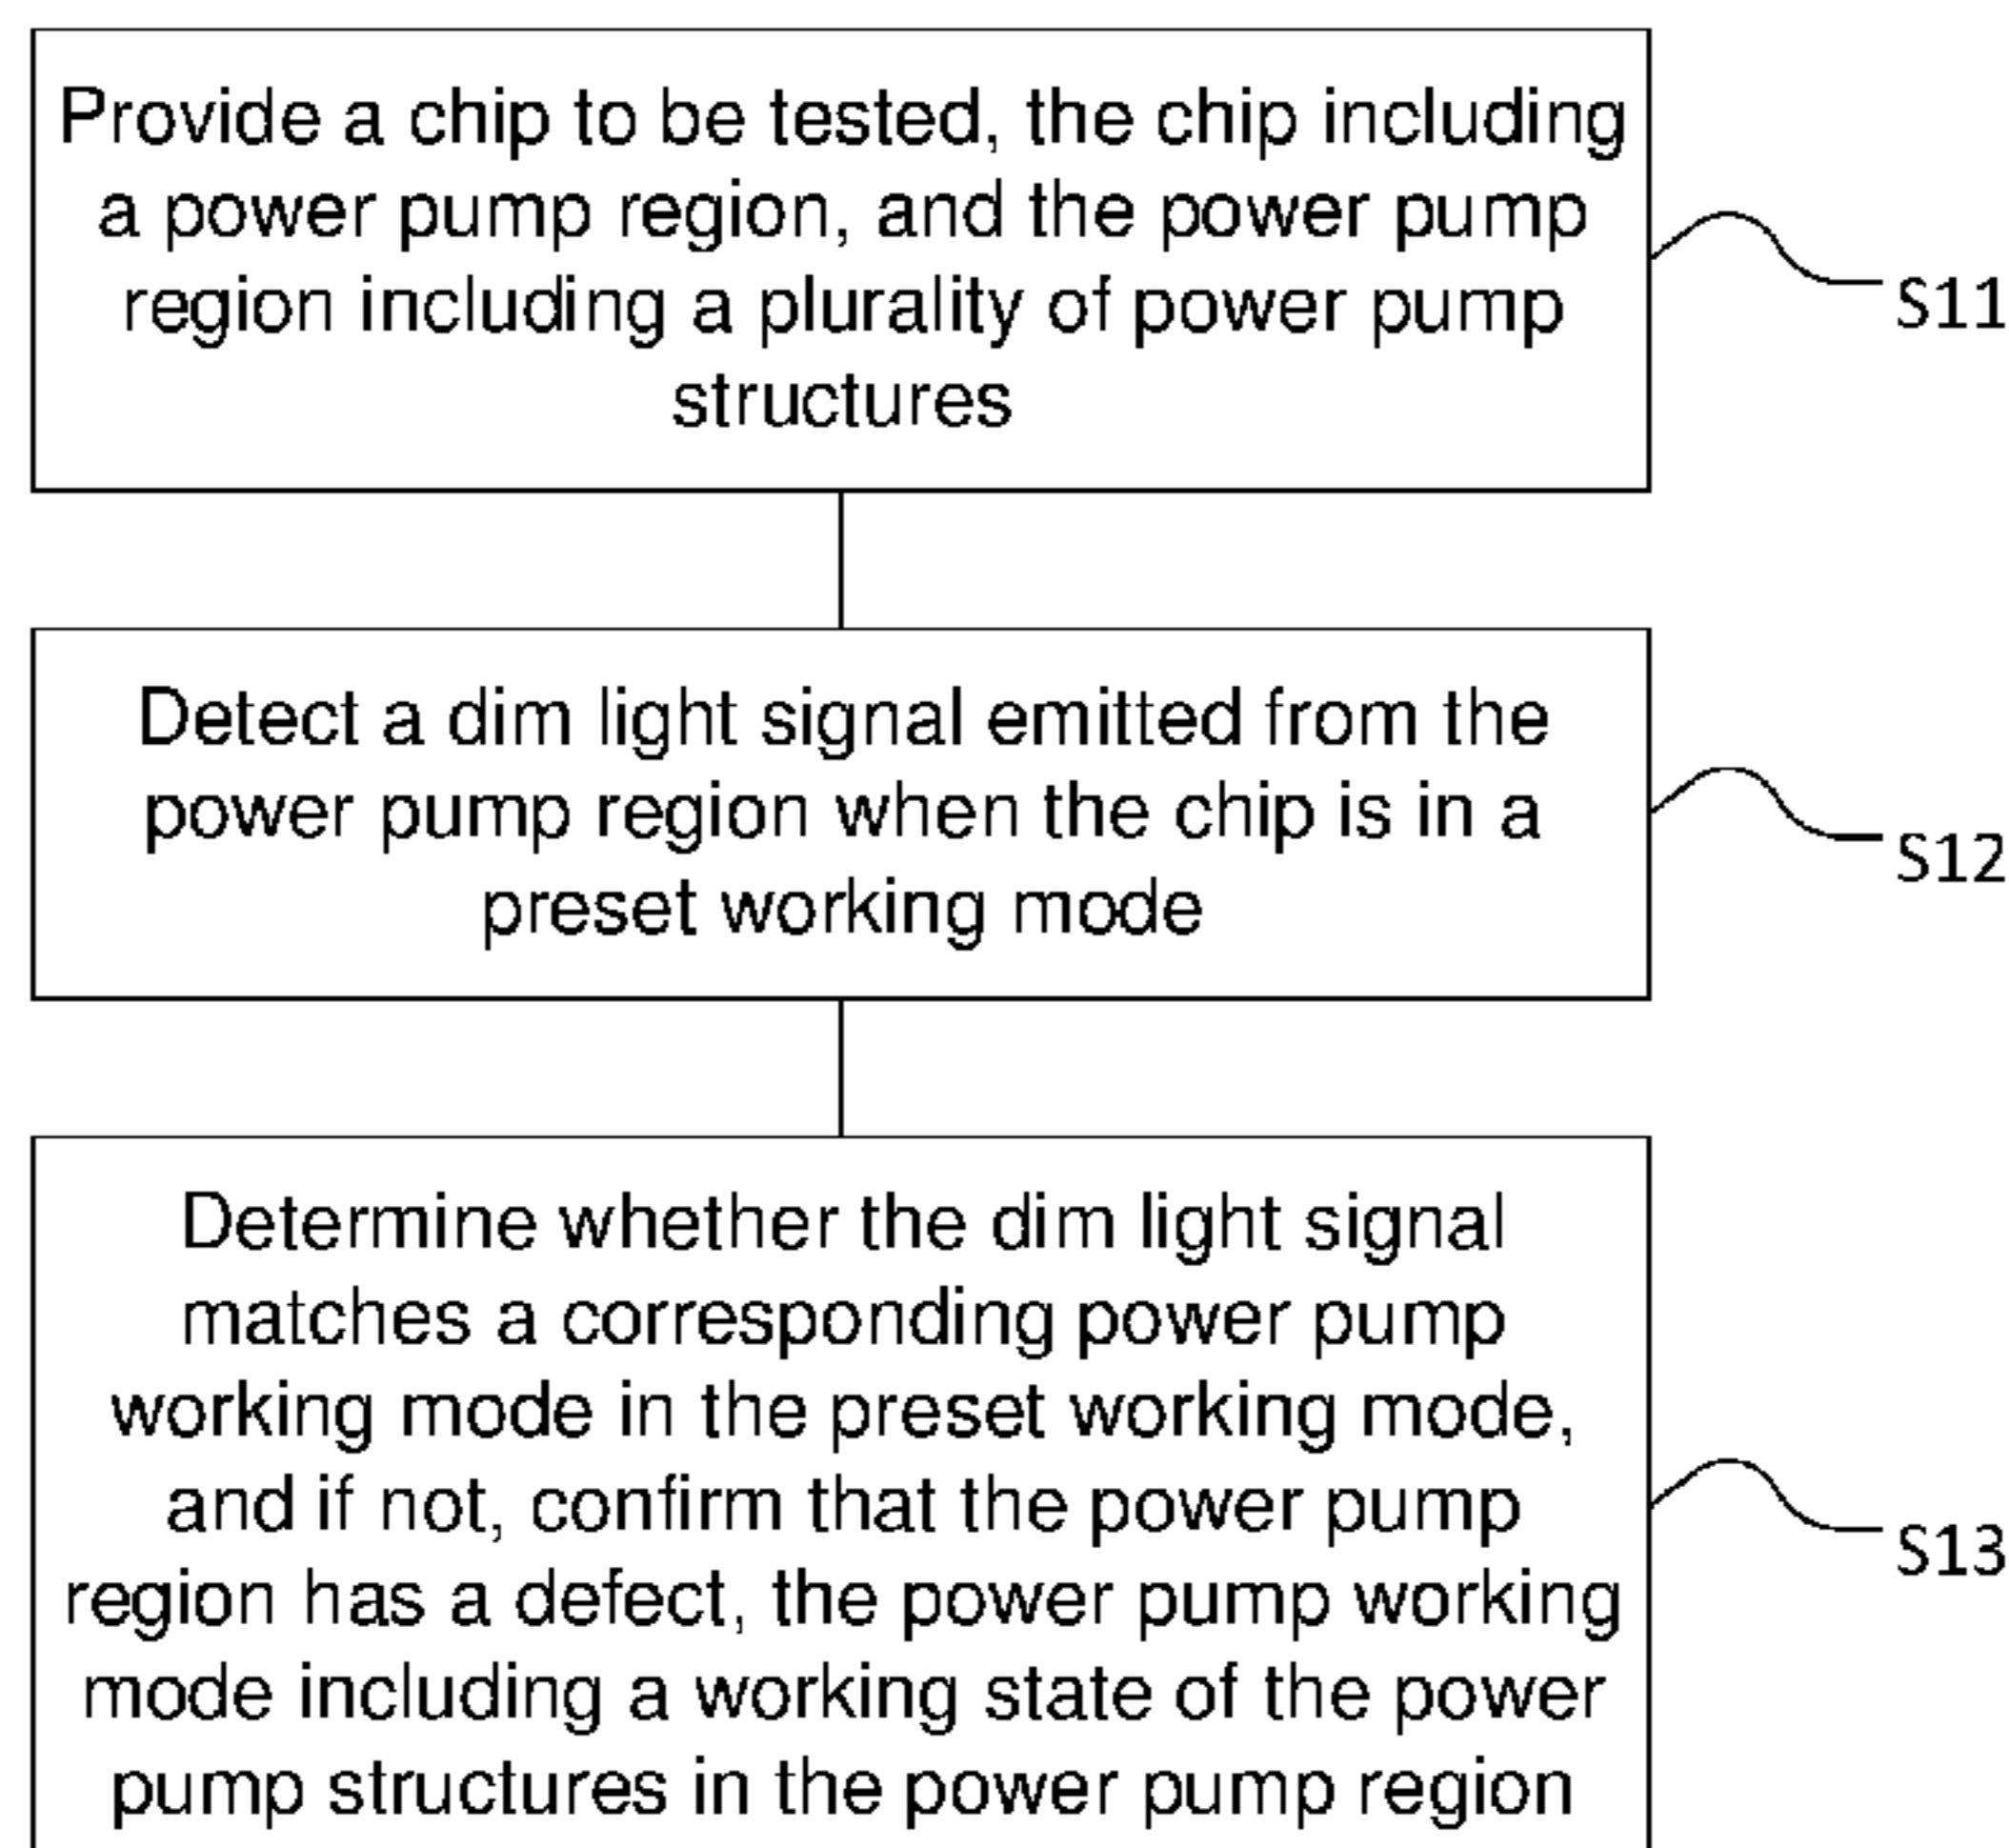 Provide a chip to be tested, the chip including
a power pump region, and the power pump
region including a plurality of power pump
structures
S11
Detect a dim light signal emitted from the
power pump region when the chip is in a
preset working mode
S12
Determine whether the dim light signal
matches a corresponding power pump
working mode in the preset working mode,
and if not, confirm that the power pump
region has a defect, the power pump working
mode including a working state of the power
pump structures in the power pump region
S13